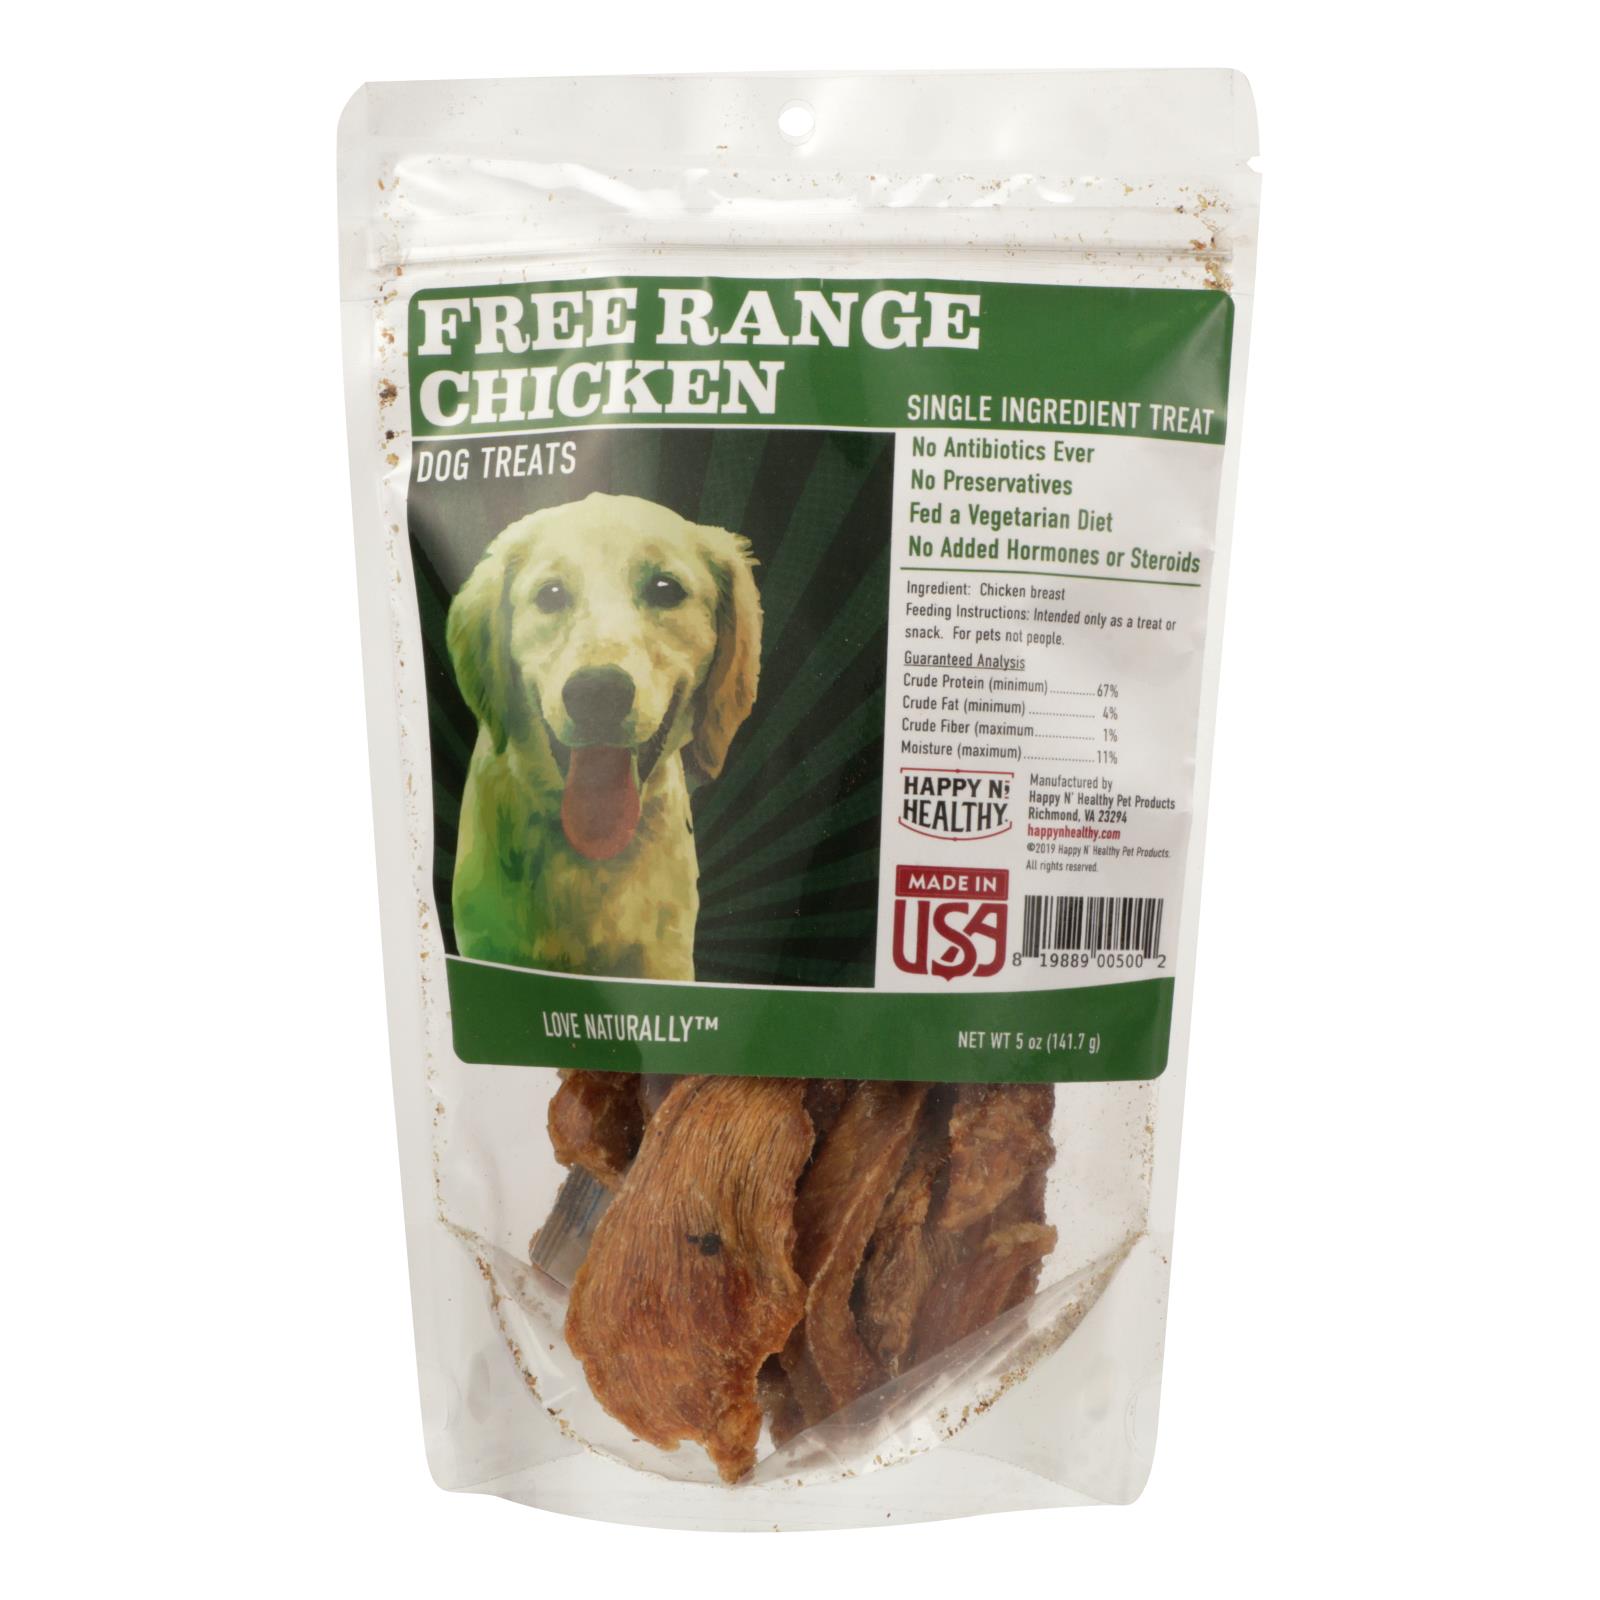 FREE RANGE
CHICKEN
DOG TREATS
SINGLE INGREDIENT TREAT
No Antibiotics Ever
No Preservatives
Fed a Vegetarian Diet
No Added Hormones or Steroids
Ingredient: Chicken breast
Feeding Instructions: Intended only as a treat or
snack. For pets not people.
Guaranteed Analysis
Crude Protein (minimum)..............67%
Crude Fat (minimum).................... 4%
Crude Fiber (maximum.................. 1%
Moisture (maximum)......................11%
HAPPY N'
HEALTHY
Manufactured by
Happy N' Healthy Pet Products
Richmond, VA 23294
happynhealthy.com
©2019 Happy N' Healthy Pet Products.
All rights reserved.
MADE IN
USA
8 19889 00500 2
LOVE NATURALLY™
NET WT 5 oz (141.7 g)